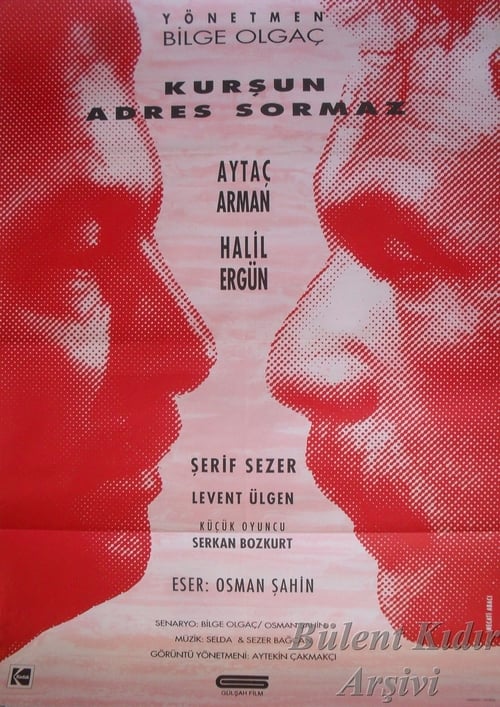 YÖNETMEN
BİLGE OLGAÇ
KURŞUN
ADRES SORMAZ
AYTAÇ
ARMAN
HALİL
ERGÜN
ŞERİF SEZER
LEVENT ÜLGEN
KÜÇÜK OYUNCU
SERKAN BOZKURT
ESER: OSMAN ŞAHİN
SENARYO: BİLGE OLGAÇ/ OSMAN ŞAHİN
MÜZİK: SELDA & SEZER BAĞCAN
GÖRÜNTÜ YÖNETMENİ: AYTEKİN ÇAKMAKÇI
GÜLŞAH FİLM
Kodak
Bülent Kıdır
Arşivi